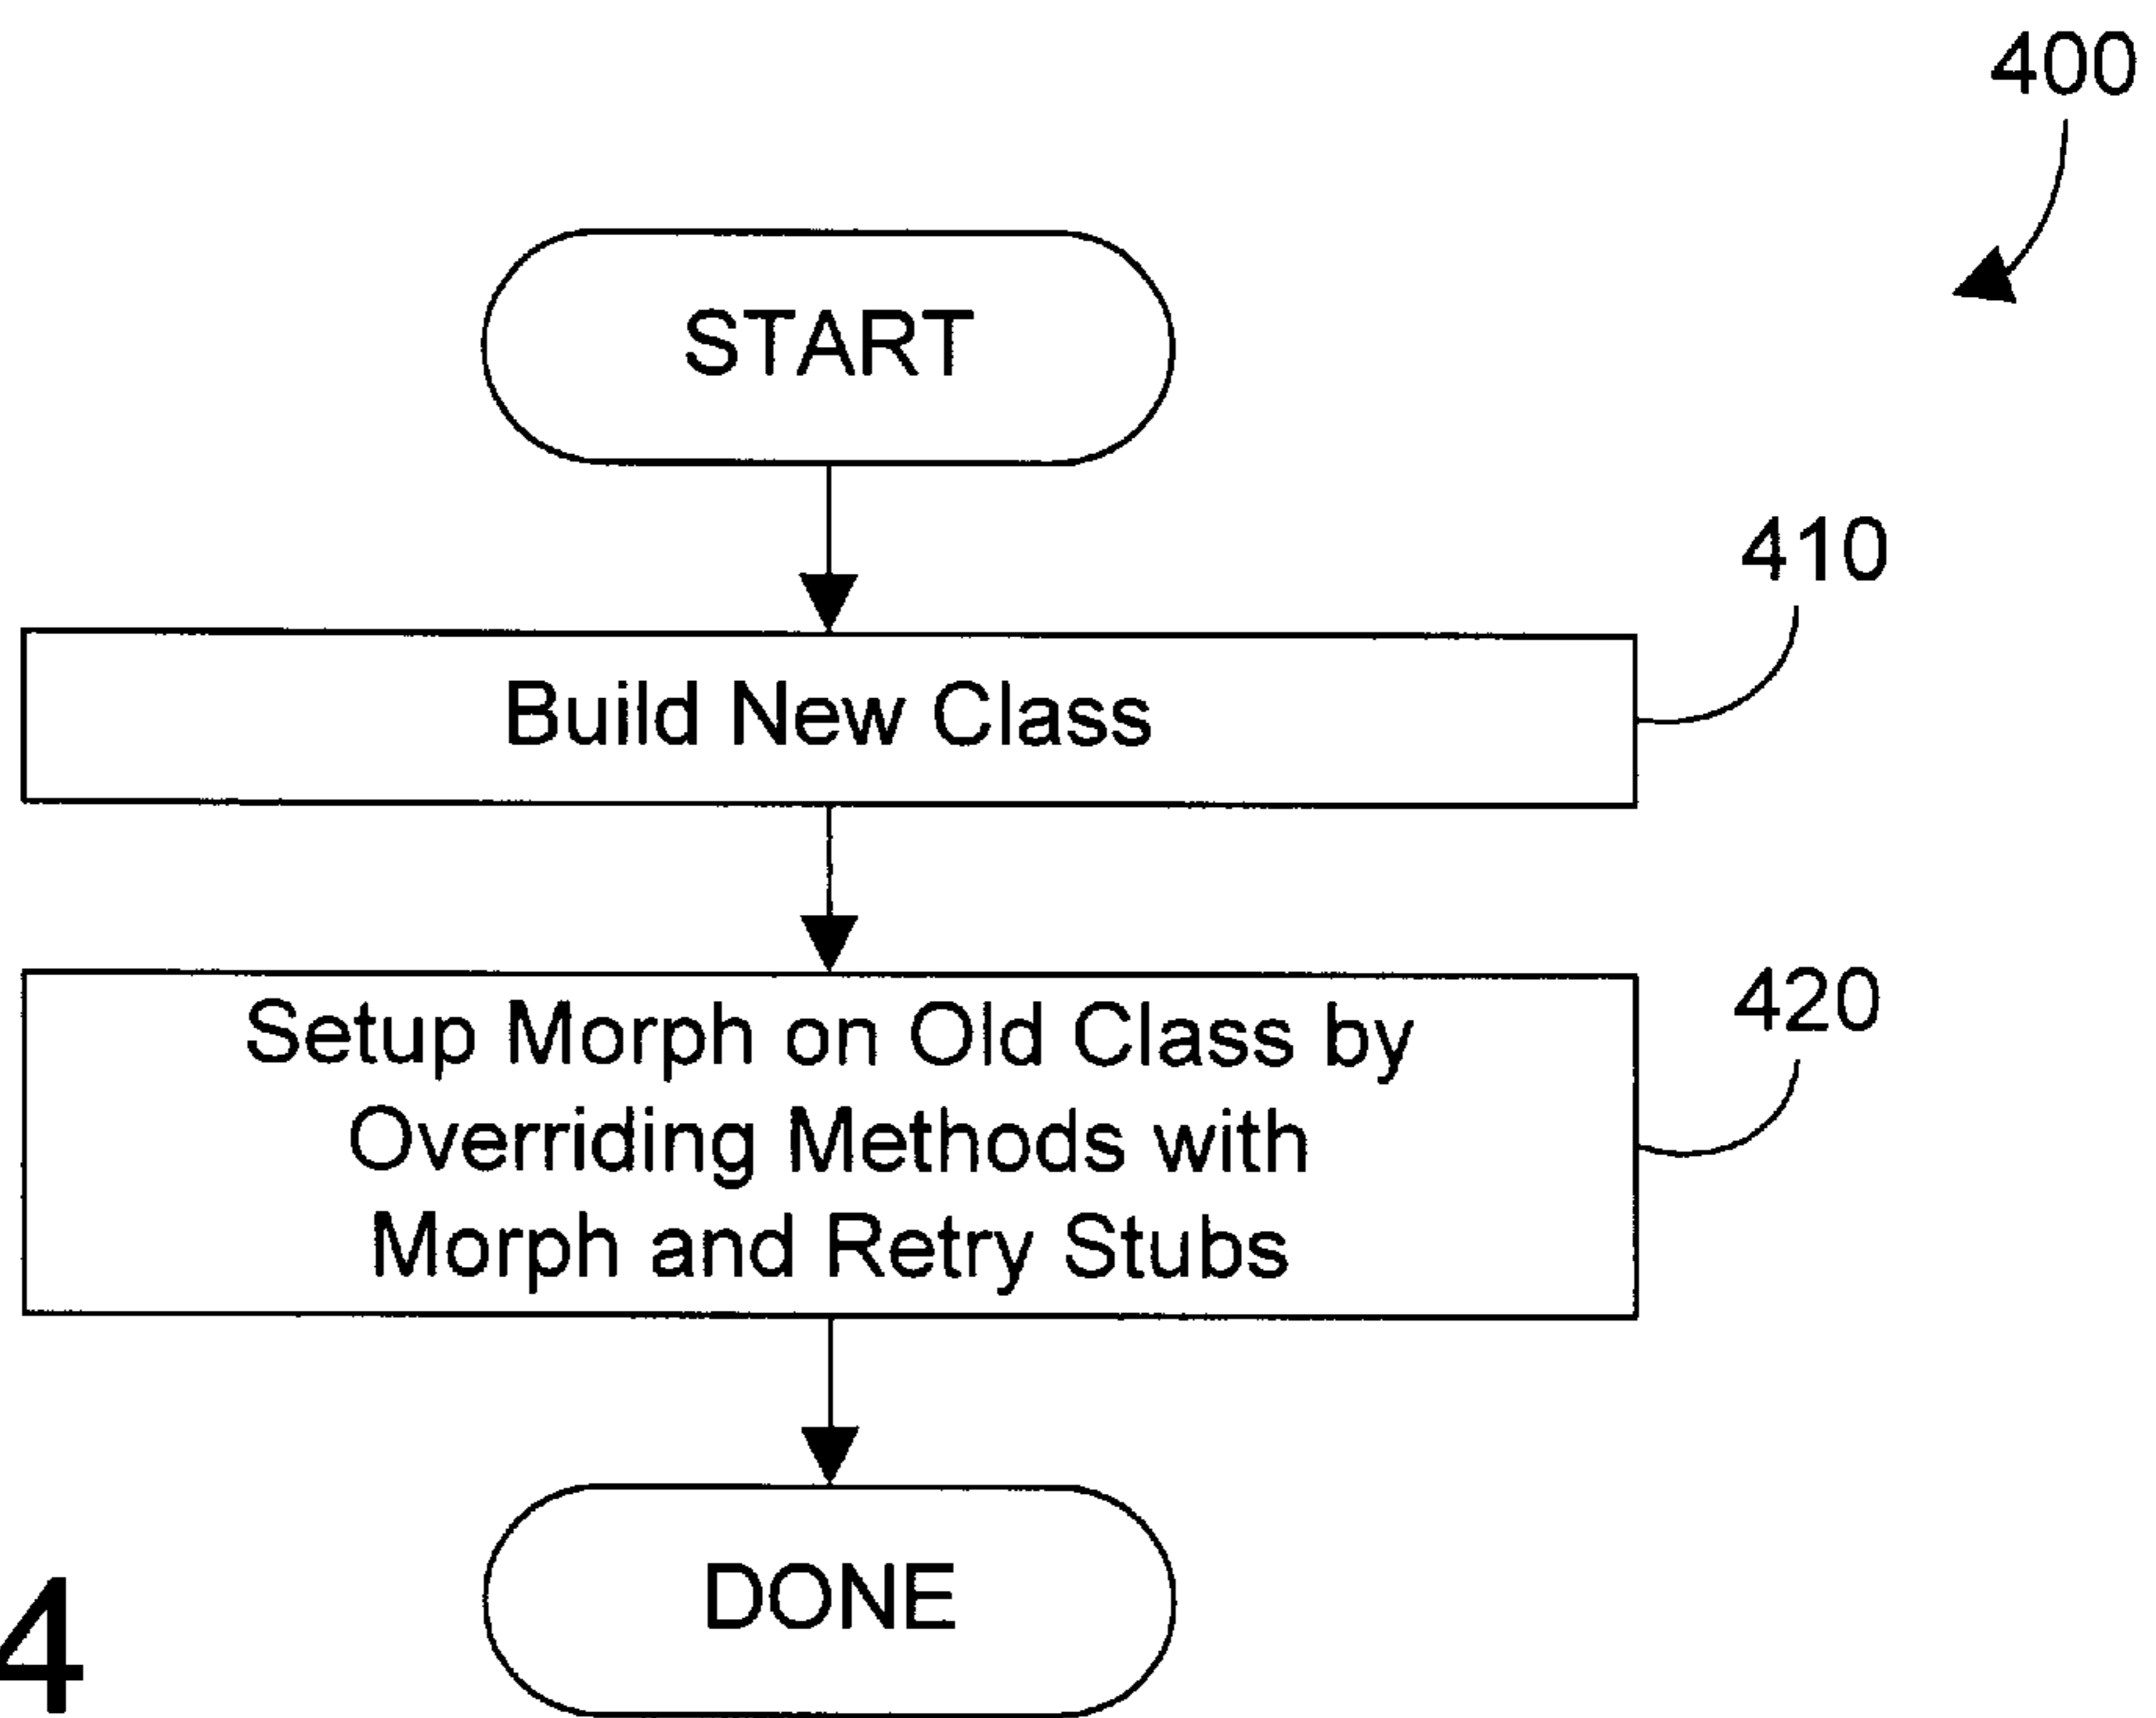 400
START
410
Build New Class
420
Setup Morph on Old Class by
Overriding Methods with
Morph and Retry Stubs
DONE
4